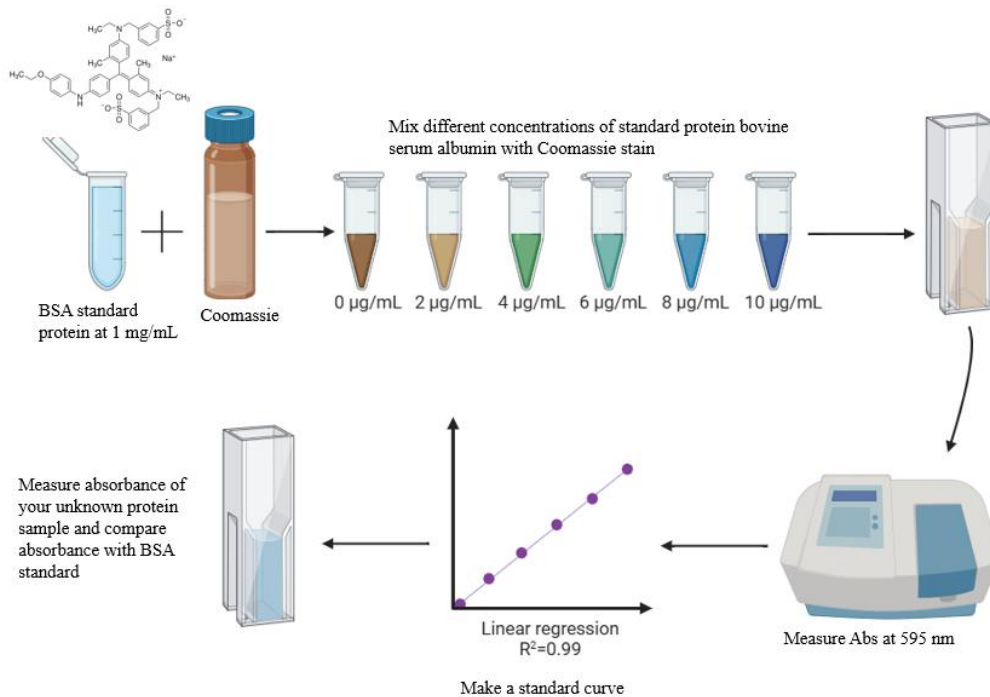 H₃C
N
O
S
O⁻
O
CH₃
CH₃
Na⁺
H₃C
O
N
H
N⁺
CH₃
O
⁻O
S
O
Mix different concentrations of standard protein bovine
serum albumin with Coomassie stain
0 µg/mL 2 µg/mL 4 µg/mL 6 µg/mL 8 µg/mL 10 µg/mL
BSA standard
protein at 1 mg/mL
Coomassie
Measure absorbance of
your unknown protein
sample and compare
absorbance with BSA
standard
Linear regression
R²=0.99
Make a standard curve
Measure Abs at 595 nm